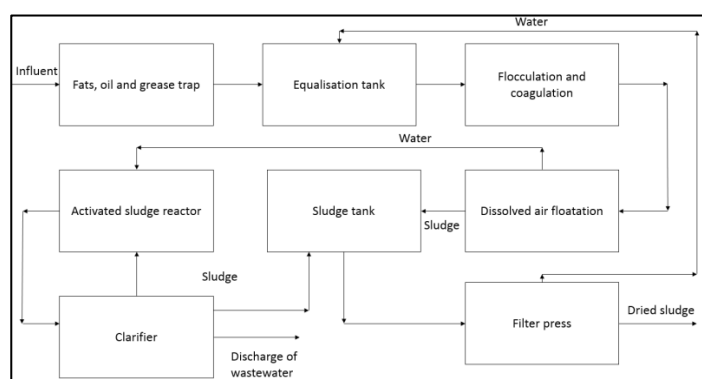 Water
Influent
Fats, oil and grease trap
Equalisation tank
Flocculation and
coagulation
Water
Activated sludge reactor
Sludge tank
Dissolved air floatation
Sludge
Sludge
Clarifier
Filter press
Dried sludge
Discharge of
wastewater